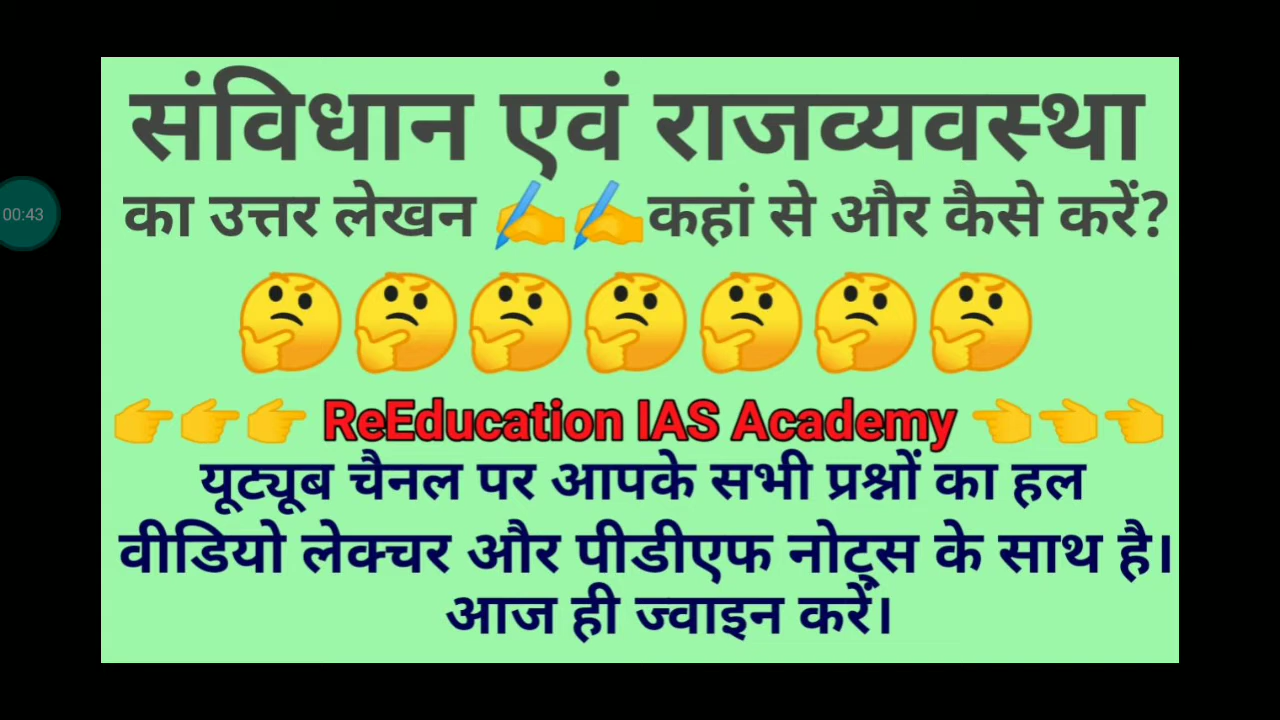 संविधान एवं राजव्यवस्था
का उत्तर लेखन ✍️✍️कहां से और कैसे करें?
00:43
🤔🤔🤔🤔🤔🤔🤔
👉👉👉 ReEducation IAS Academy 👈👈👈
यूट्यूब चैनल पर आपके सभी प्रश्नों का हल
वीडियो लेक्चर और पीडीएफ नोट्स के साथ है।
आज ही ज्वाइन करें।